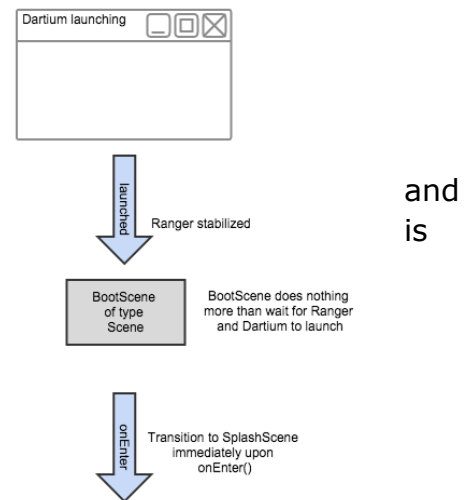 Dartium launching
launched
Ranger stabilized
and
is
BootScene
of type
Scene
BootScene does nothing
more than wait for Ranger
and Dartium to launch
onEnter
Transition to SplashScene
immediately upon
onEnter()